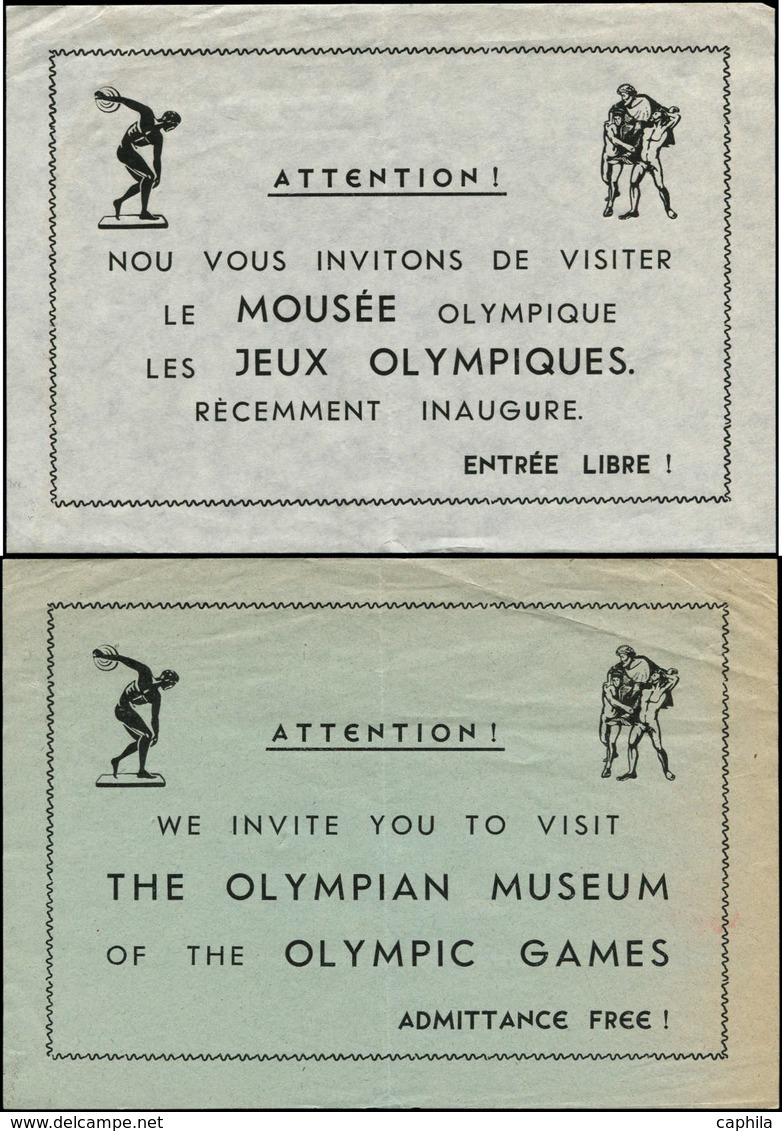 ATTENTION !
NOU VOUS INVITONS DE VISITER
LE MOUSÉE OLYMPIQUE
LES JEUX OLYMPIQUES.
RÈCEMMENT INAUGURE.
ENTRÉE LIBRE !
ATTENTION !
WE INVITE YOU TO VISIT
THE OLYMPIAN MUSEUM
OF THE OLYMPIC GAMES
ADMITTANCE FREE !
www.delcampe.net
caphila